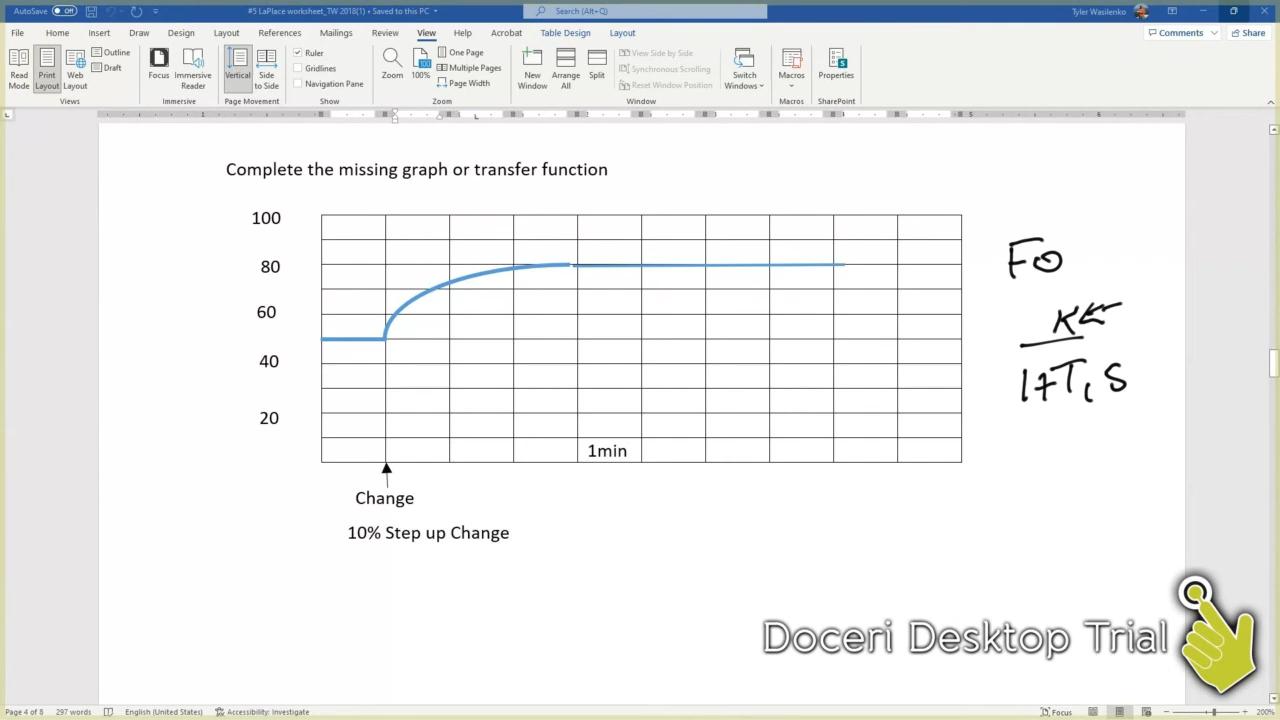 AutoSave Off #5 LaPlace worksheet_TW 2018(1) • Saved to this PC Search (Alt+Q) Tyler Wasilenko
File Home Insert Draw Design Layout References Mailings Review View Help Acrobat Table Design Layout Comments Share
Read Mode Print Layout Web Layout Outline Draft Focus Immersive Reader Vertical Side to Side Ruler Gridlines Navigation Pane Zoom 100% One Page Multiple Pages Page Width New Window Arrange All Split View Side by Side Synchronous Scrolling Reset Window Position Switch Windows Macros Properties
Views Immersive Page Movement Show Zoom Window Macros SharePoint
Complete the missing graph or transfer function
100
80
60
40
20
1min
Change
10% Step up Change
FO
K
1+T1S
Doceri Desktop Trial
Page 4 of 8 297 words English (United States) Accessibility: Investigate Focus 200%